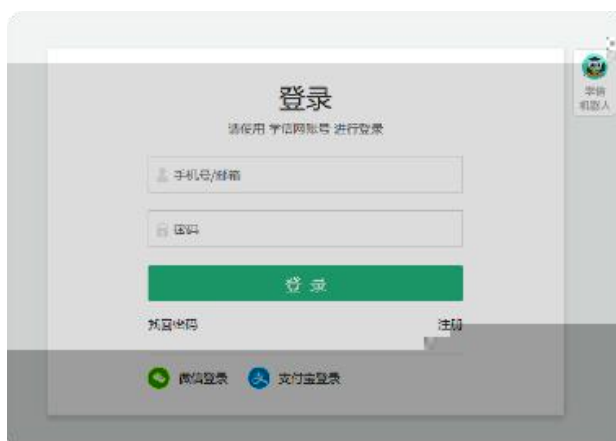 登录
请使用 学信网账号 进行登录
学信
机器人
手机号/邮箱
密码
登 录
找回密码
注册
微信登录
支付宝登录